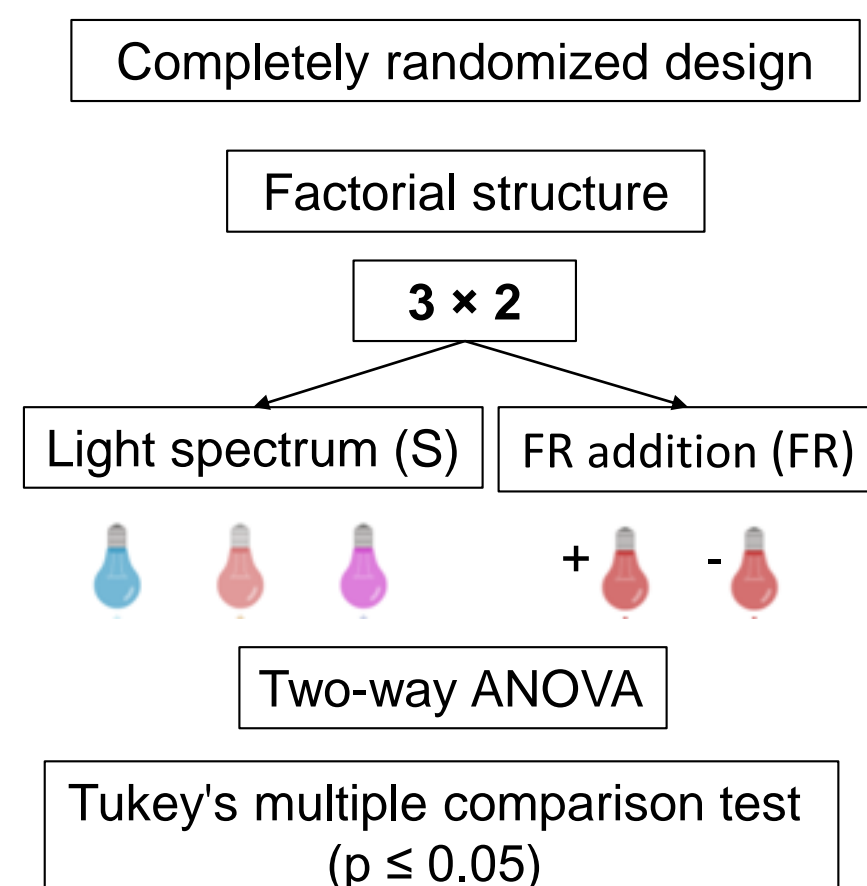 Completely randomized design
Factorial structure
3 × 2
Light spectrum (S)
FR addition (FR)
+ -
Two-way ANOVA
Tukey's multiple comparison test
(p ≤ 0.05)